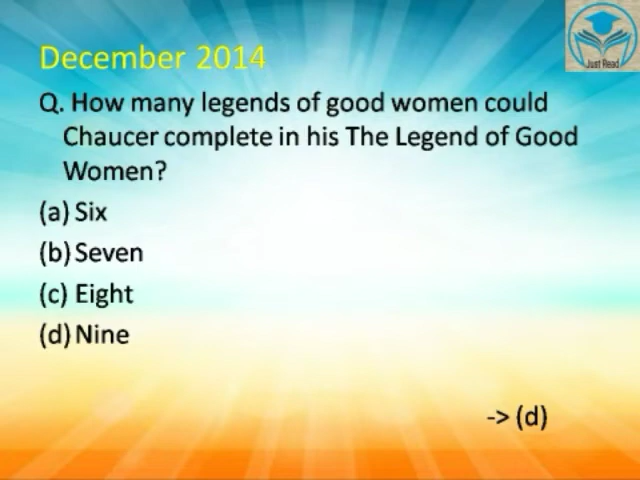 Just Read
December 2014
Q. How many legends of good women could
Chaucer complete in his The Legend of Good
Women?
(a) Six
(b) Seven
(c) Eight
(d) Nine
-> (d)